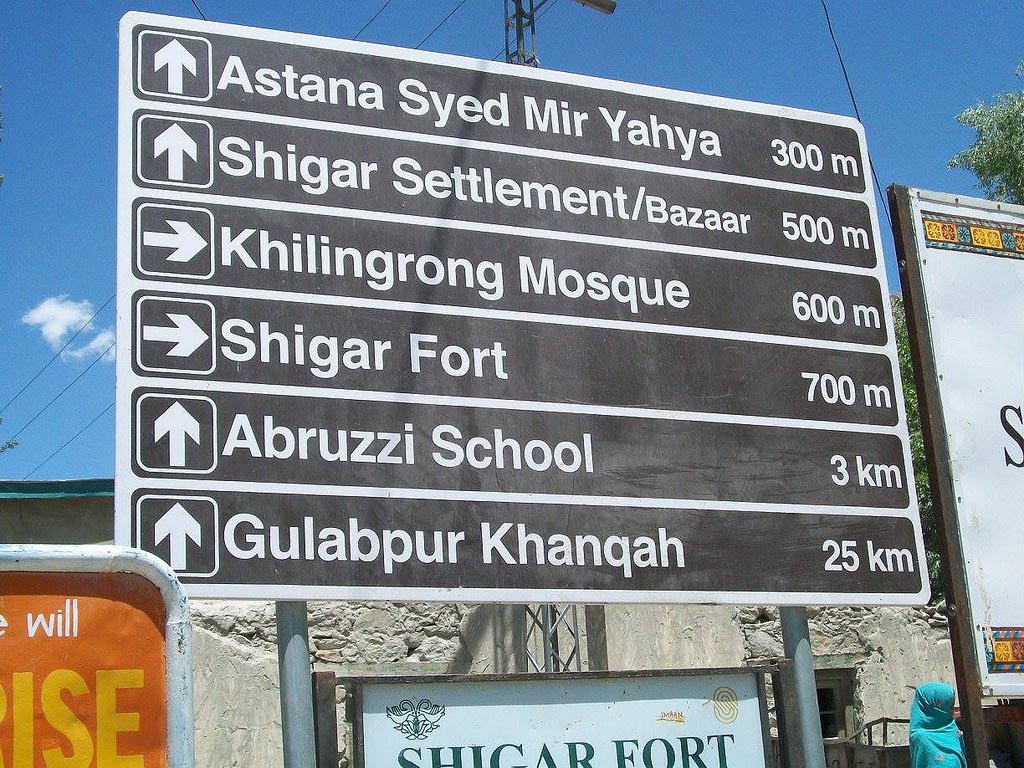 Astana Syed Mir Yahya 300 m
Shigar Settlement/Bazaar 500 m
Khilingrong Mosque 600 m
Shigar Fort 700 m
Abruzzi School 3 km
Gulabpur Khanqah 25 km
will
RISE
SHIGAR FORT
S